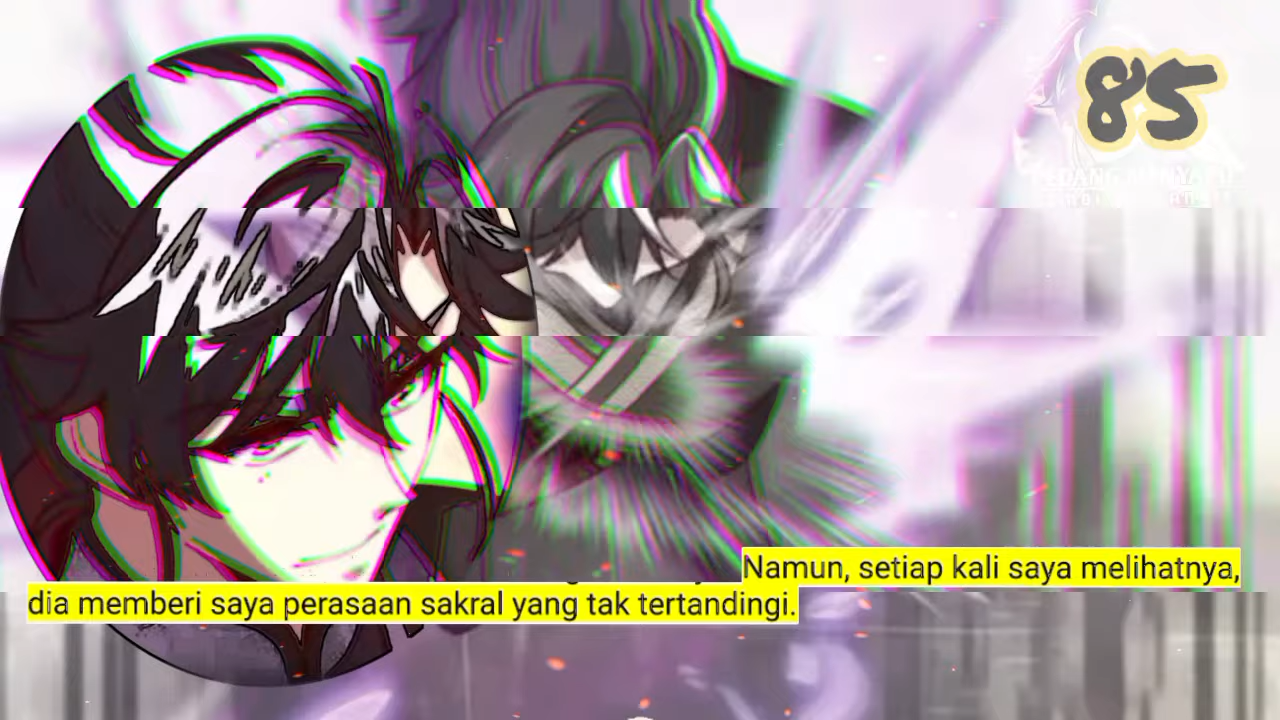 85
Namun, setiap kali saya melihatnya,
dia memberi saya perasaan sakral yang tak tertandingi.